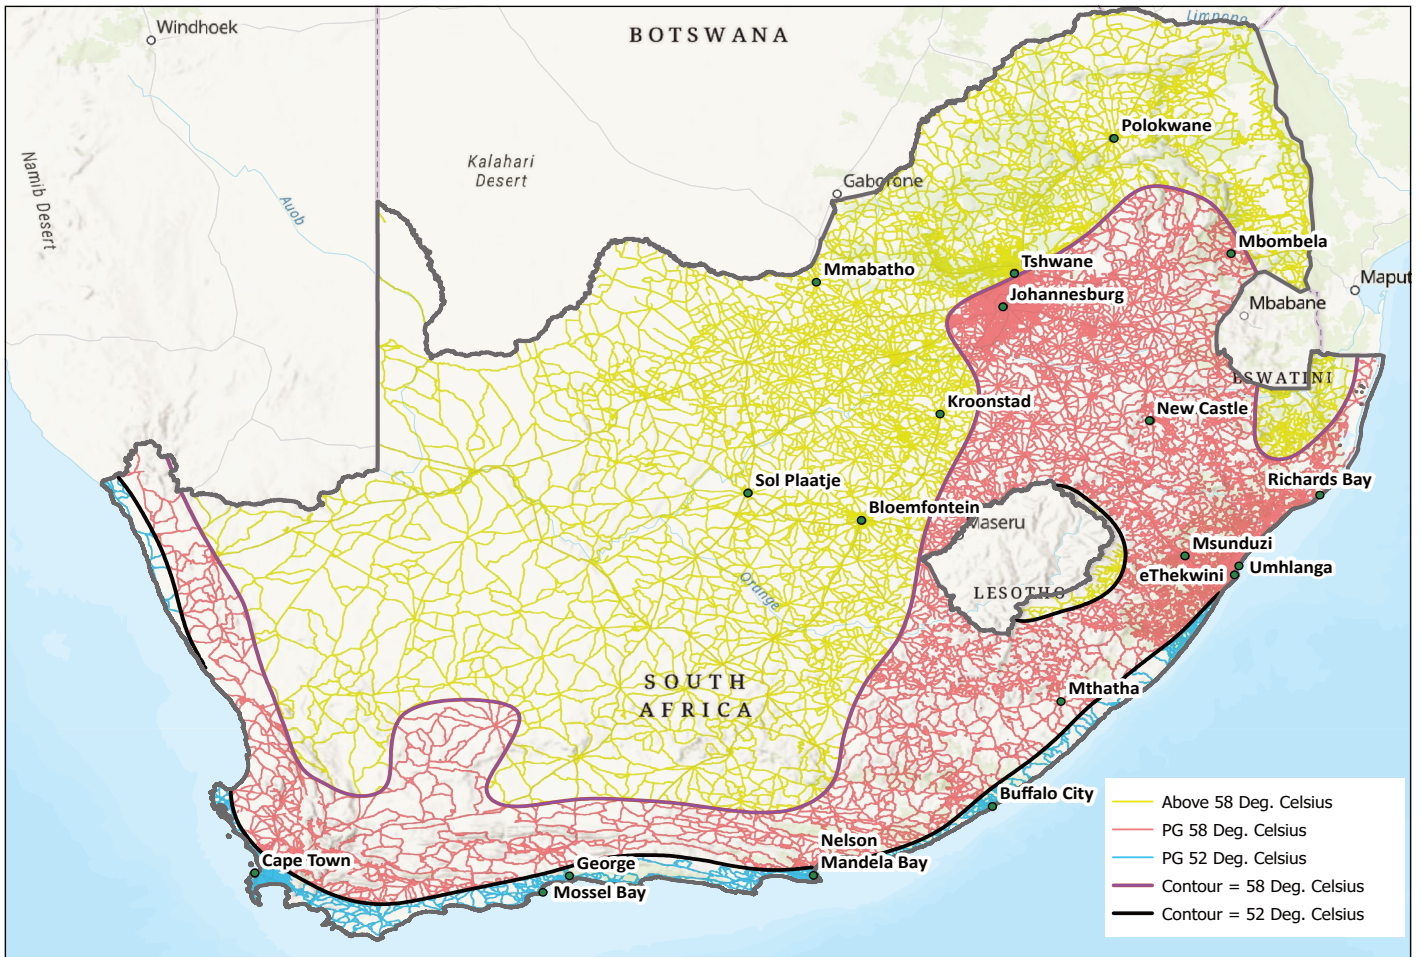 Windhoek
BOTSWANA
Limpopo
Namib Desert
Auob
Kalahari
Desert
Gaborone
Polokwane
Mmabatho
Tshwane
Mbombela
Johannesburg
Mbabane
Maput
ESWATINI
Kroonstad
New Castle
Sol Plaatje
Richards Bay
Bloemfontein
Maseru
Msunduzi
eThekwini
Umhlanga
Orange
LESOTHO
SOUTH
AFRICA
Mthatha
Buffalo City
Nelson
Mandela Bay
Cape Town
George
Mossel Bay
Above 58 Deg. Celsius
PG 58 Deg. Celsius
PG 52 Deg. Celsius
Contour = 58 Deg. Celsius
Contour = 52 Deg. Celsius